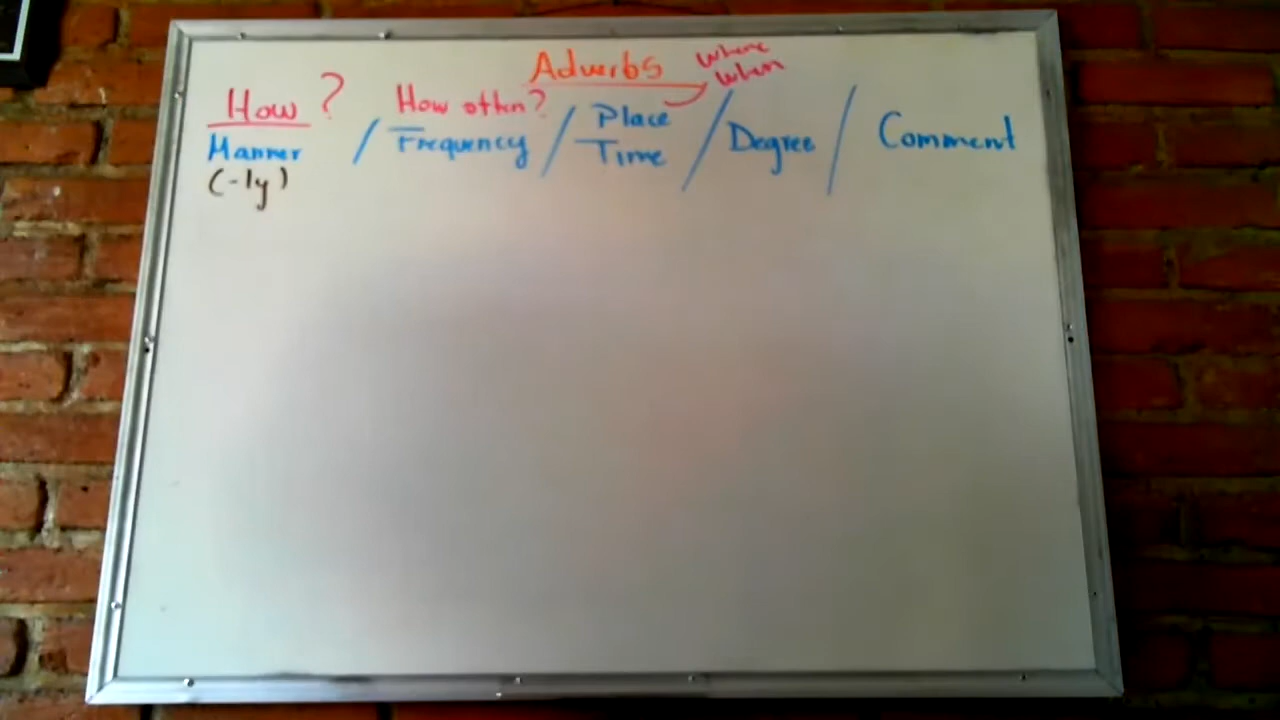 Adverbs where
when
How? How often? Place
Manner / Frequency / Time / Degree / Comment
(-ly)